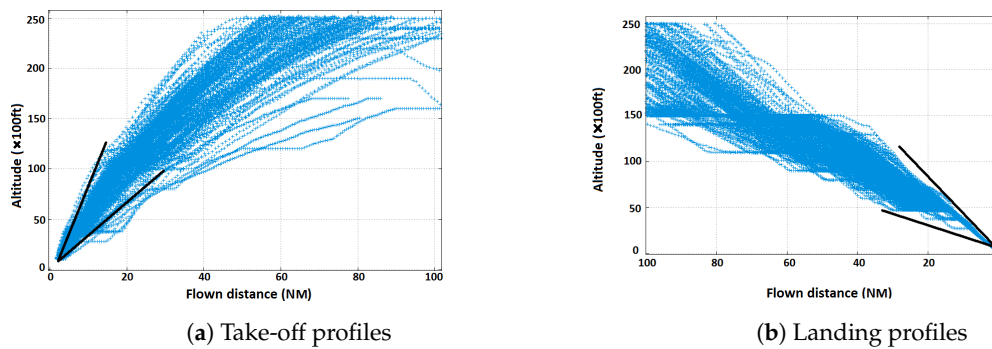 250
200
150
100
50
0
Altitude (×100ft)
0 20 40 60 80 100
Flown distance (NM)
(a) Take-off profiles
250
200
150
100
50
0
Altitude (×100ft)
100 80 60 40 20
Flown distance (NM)
(b) Landing profiles